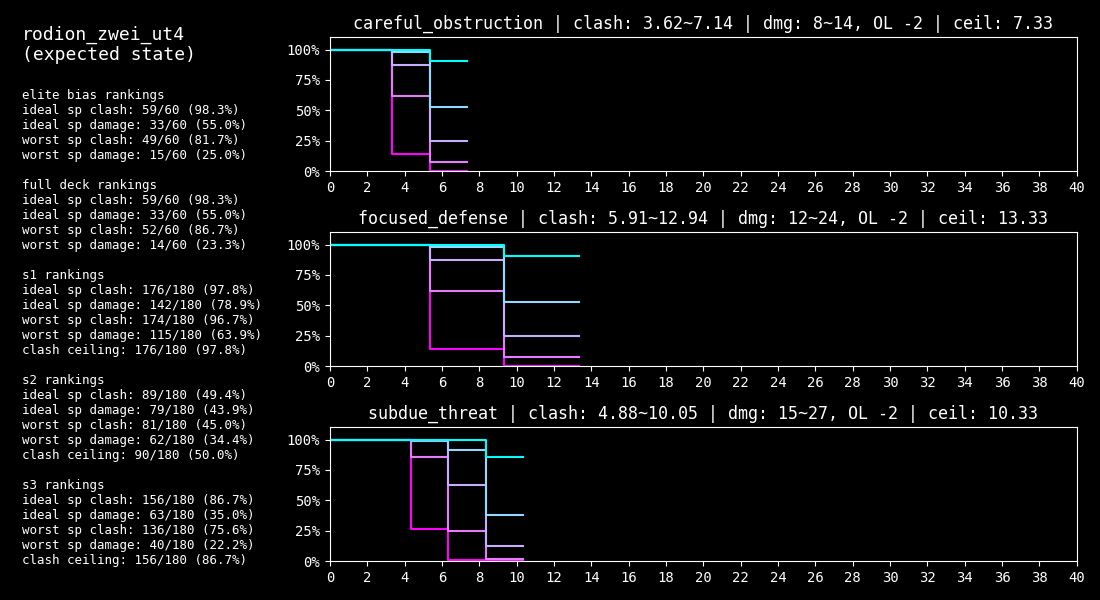 rodion_zwei_ut4
(expected state)
elite bias rankings
ideal sp clash: 59/60 (98.3%)
ideal sp damage: 33/60 (55.0%)
worst sp clash: 49/60 (81.7%)
worst sp damage: 15/60 (25.0%)
full deck rankings
ideal sp clash: 59/60 (98.3%)
ideal sp damage: 33/60 (55.0%)
worst sp clash: 52/60 (86.7%)
worst sp damage: 14/60 (23.3%)
s1 rankings
ideal sp clash: 176/180 (97.8%)
ideal sp damage: 142/180 (78.9%)
worst sp clash: 174/180 (96.7%)
worst sp damage: 115/180 (63.9%)
clash ceiling: 176/180 (97.8%)
s2 rankings
ideal sp clash: 89/180 (49.4%)
ideal sp damage: 79/180 (43.9%)
worst sp clash: 81/180 (45.0%)
worst sp damage: 62/180 (34.4%)
clash ceiling: 90/180 (50.0%)
s3 rankings
ideal sp clash: 156/180 (86.7%)
ideal sp damage: 63/180 (35.0%)
worst sp clash: 136/180 (75.6%)
worst sp damage: 40/180 (22.2%)
clash ceiling: 156/180 (86.7%)
careful_obstruction | clash: 3.62~7.14 | dmg: 8~14, OL -2 | ceil: 7.33
100%
75%
50%
25%
0%
0 2 4 6 8 10 12 14 16 18 20 22 24 26 28 30 32 34 36 38 40
focused_defense | clash: 5.91~12.94 | dmg: 12~24, OL -2 | ceil: 13.33
100%
75%
50%
25%
0%
0 2 4 6 8 10 12 14 16 18 20 22 24 26 28 30 32 34 36 38 40
subdue_threat | clash: 4.88~10.05 | dmg: 15~27, OL -2 | ceil: 10.33
100%
75%
50%
25%
0%
0 2 4 6 8 10 12 14 16 18 20 22 24 26 28 30 32 34 36 38 40